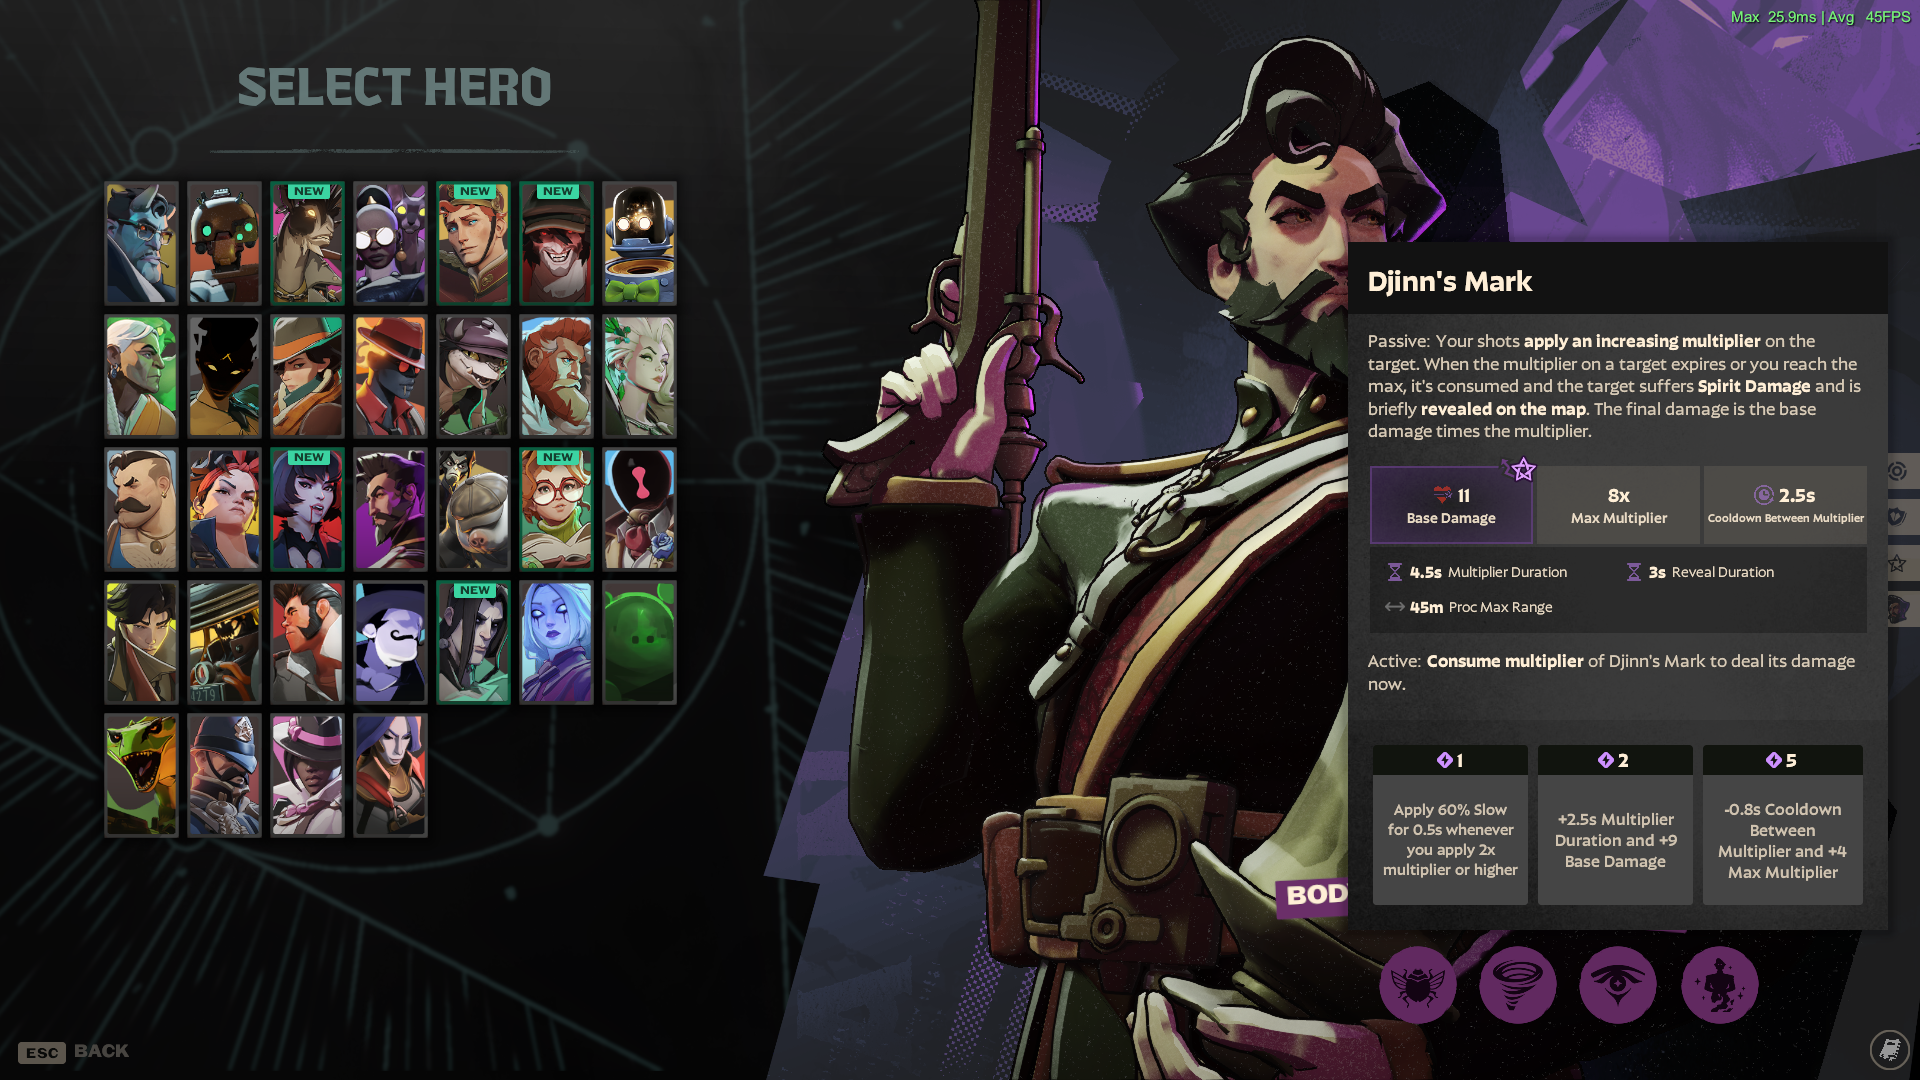 Max 25.9ms | Avg 45FPS
SELECT HERO
NEW
NEW
NEW
NEW
NEW
NEW
4279
Djinn's Mark
Passive: Your shots apply an increasing multiplier on the
target. When the multiplier on a target expires or you reach the
max, it's consumed and the target suffers Spirit Damage and is
briefly revealed on the map. The final damage is the base
damage times the multiplier.
11
Base Damage
8x
Max Multiplier
2.5s
Cooldown Between Multiplier
4.5s Multiplier Duration
3s Reveal Duration
45m Proc Max Range
Active: Consume multiplier of Djinn's Mark to deal its damage
now.
1
Apply 60% Slow
for 0.5s whenever
you apply 2x
multiplier or higher
2
+2.5s Multiplier
Duration and +9
Base Damage
5
-0.8s Cooldown
Between
Multiplier and +4
Max Multiplier
BOD
ESC BACK